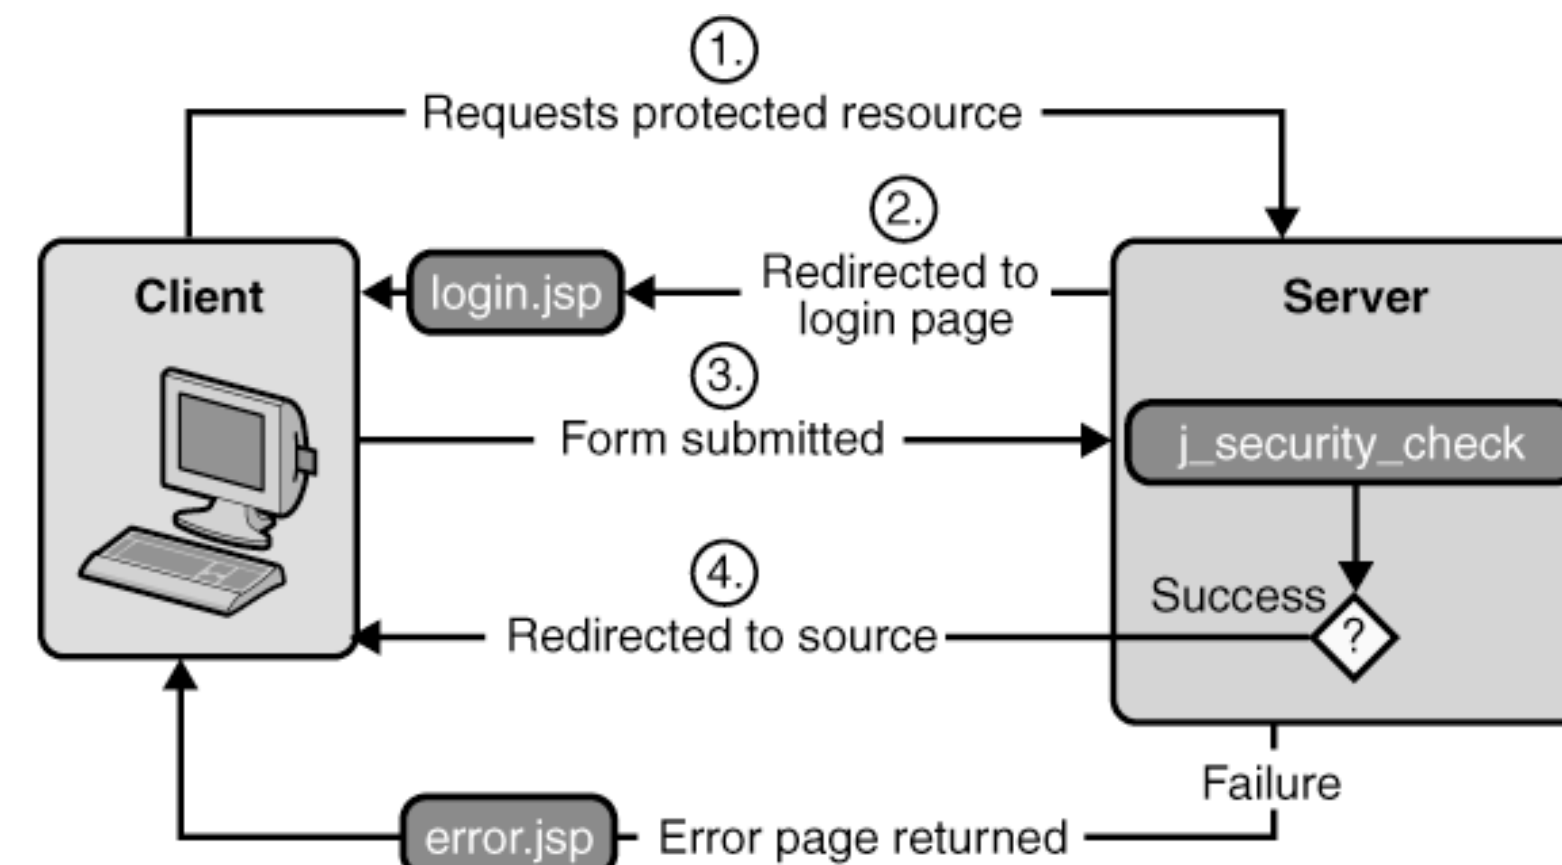 1.
Requests protected resource
2.
Redirected to
login page
login.jsp
Client
Server
3.
Form submitted
j_security_check
4.
Redirected to source
Success
?
Failure
Error page returned
error.jsp